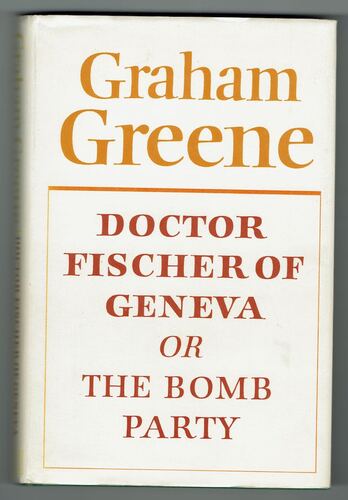 Graham
Greene
DOCTOR
FISCHER OF
GENEVA
OR
THE BOMB
PARTY